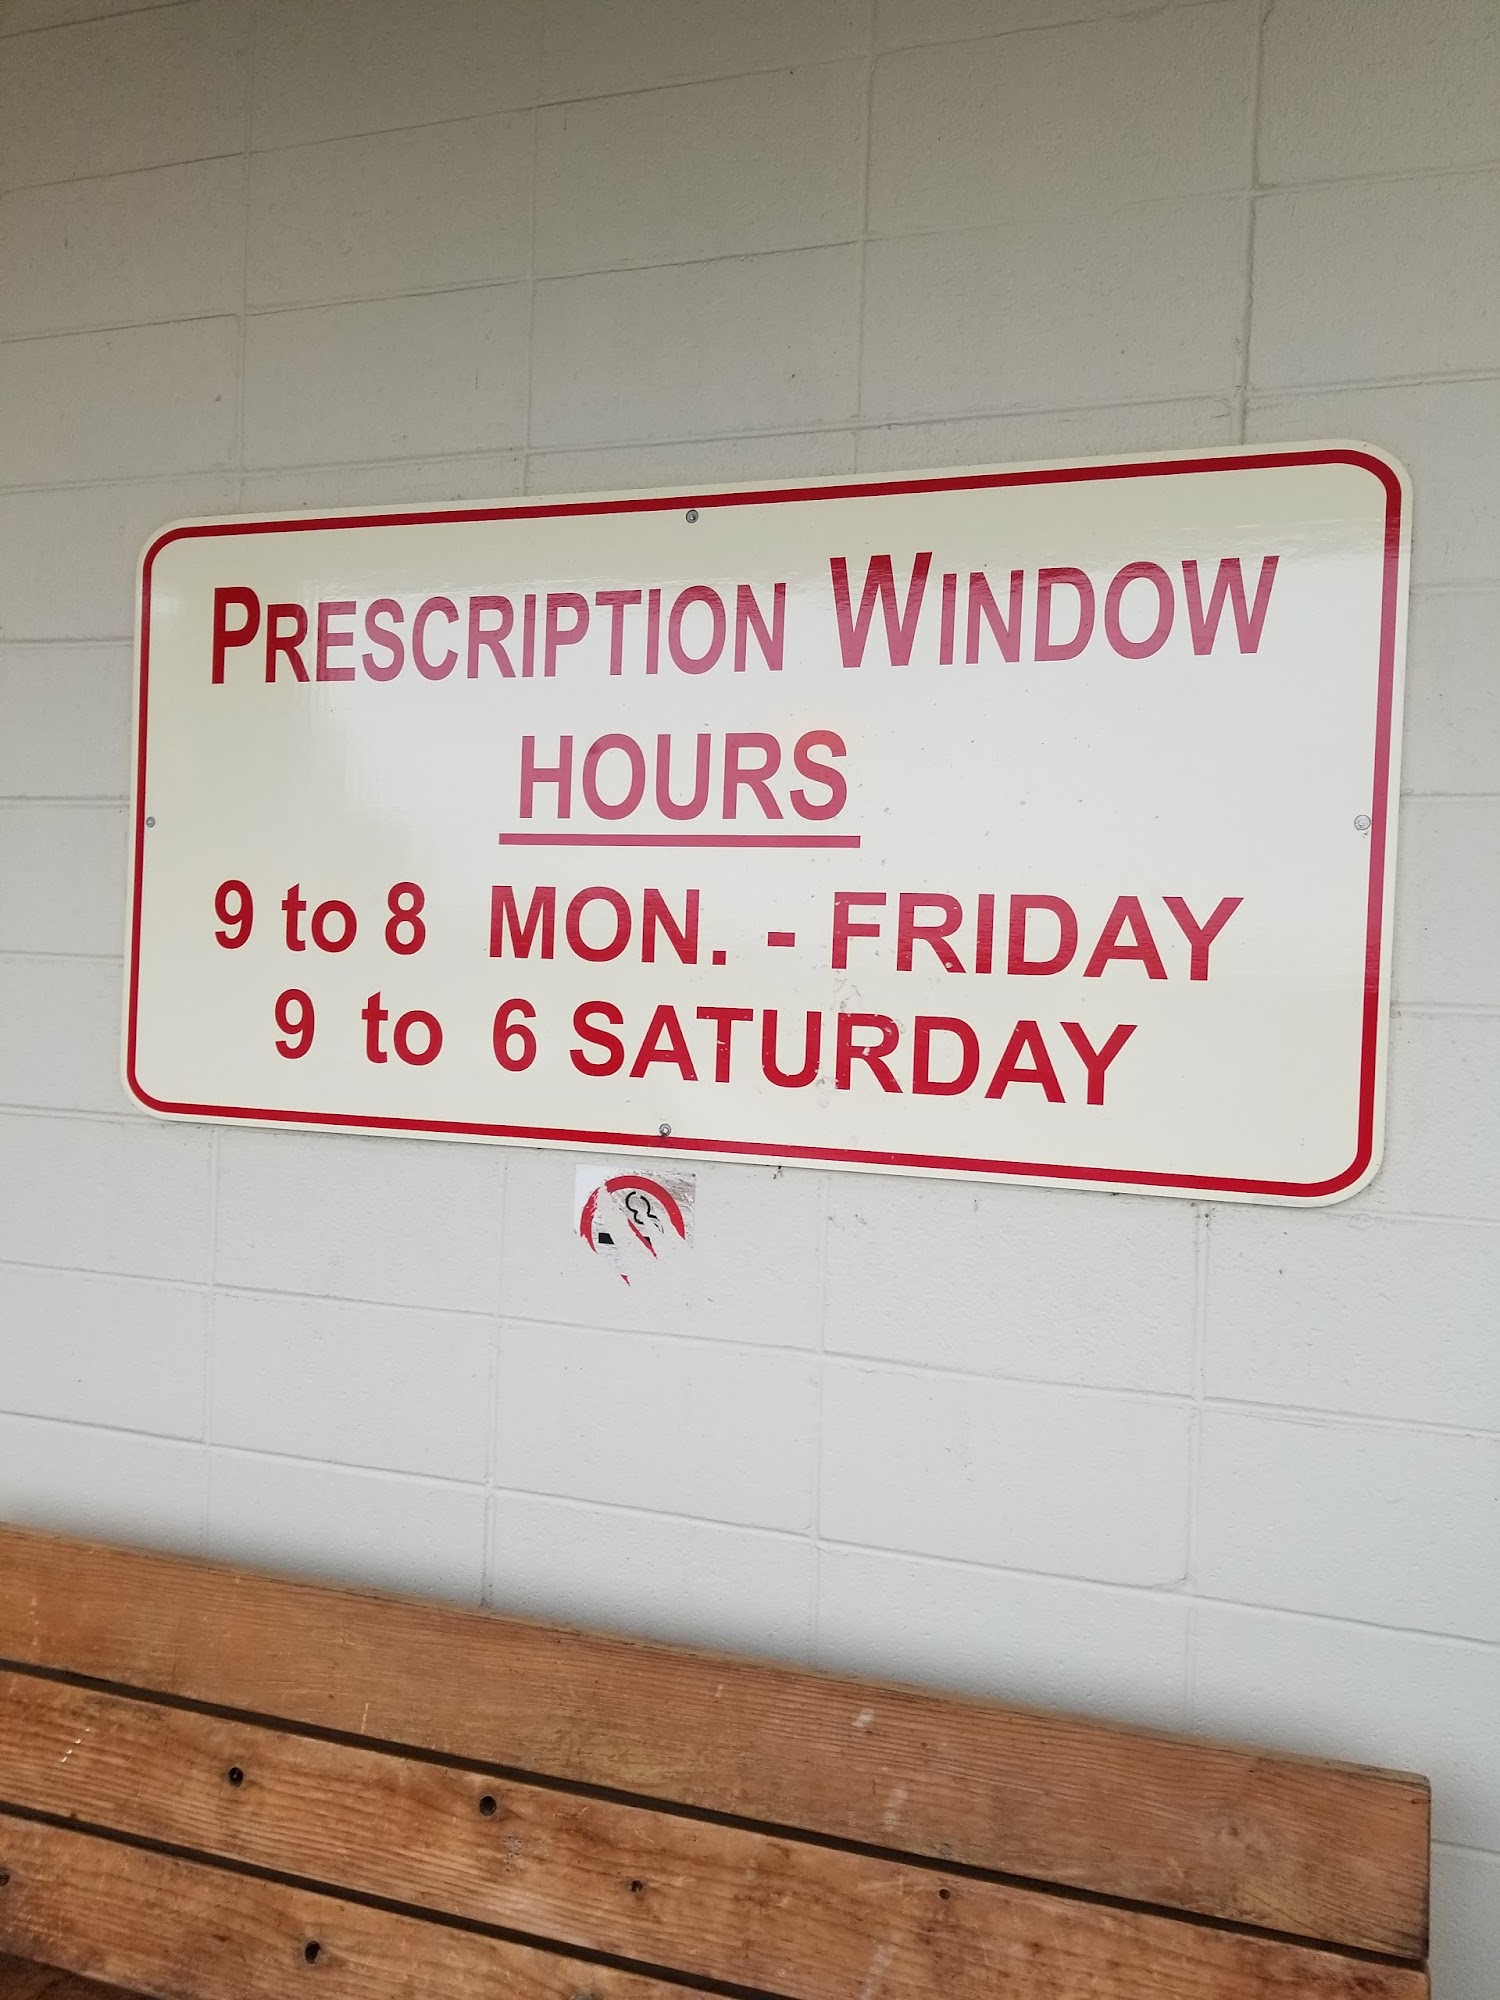 PRESCRIPTION WINDOW
HOURS
9 to 8 MON. - FRIDAY
9 to 6 SATURDAY